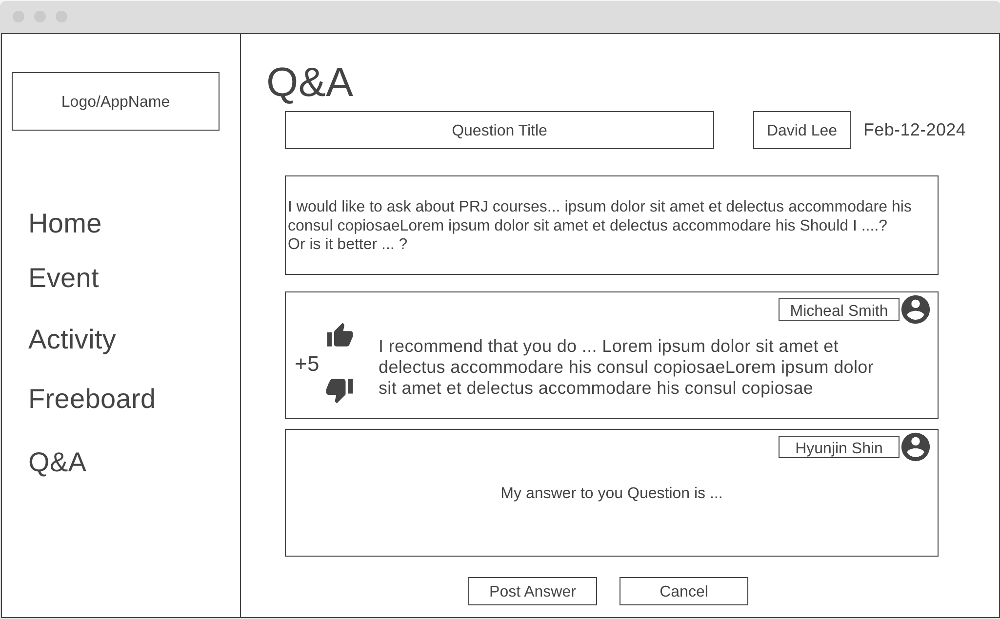 Logo/AppName
Home
Event
Activity
Freeboard
Q&A
Q&A
Question Title
David Lee
Feb-12-2024
I would like to ask about PRJ courses... ipsum dolor sit amet et delectus accommodare his
consul copiosaeLorem ipsum dolor sit amet et delectus accommodare his Should I ....?
Or is it better ... ?
Micheal Smith
+5
I recommend that you do ... Lorem ipsum dolor sit amet et
delectus accommodare his consul copiosaeLorem ipsum dolor
sit amet et delectus accommodare his consul copiosae
Hyunjin Shin
My answer to you Question is ...
Post Answer
Cancel